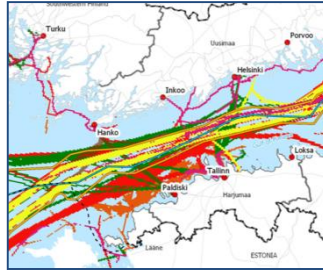 Southwestern Finland
Turku
Porvoo
Uusimaa
Helsinki
Inkoo
Hanko
Loksa
Tallinn
Paldiski
Harjumaa
Lääne
ESTONIA